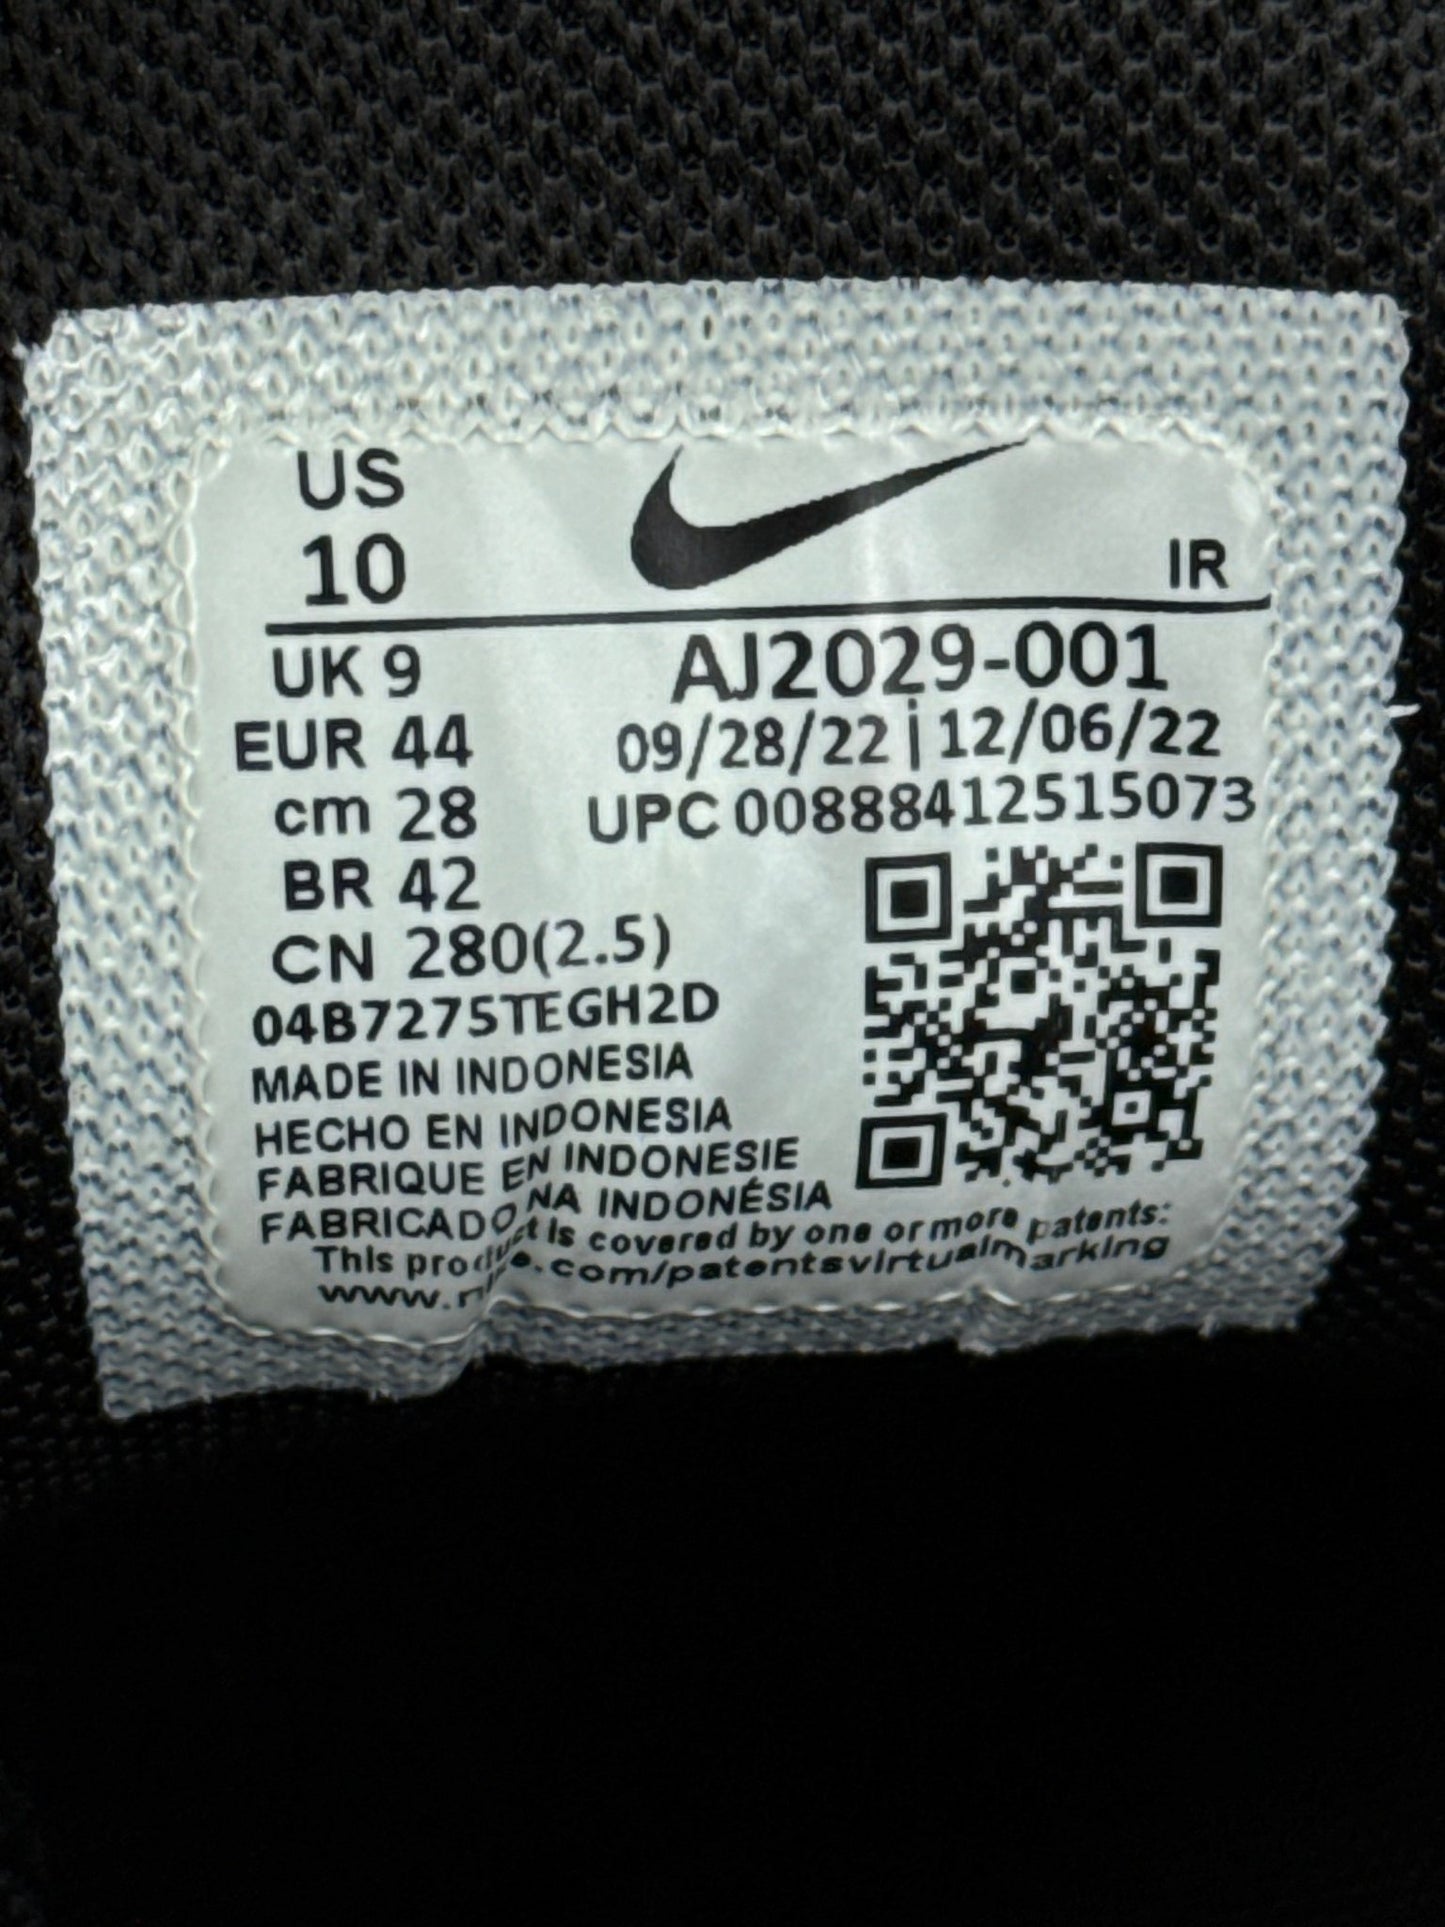 US
10
IR
UK 9
AJ2029-001
EUR 44
09/28/22 | 12/06/22
cm 28
UPC 00888412515073
BR 42
CN 280(2.5)
04B7275TEGH2D
MADE IN INDONESIA
HECHO EN INDONESIA
FABRIQUE EN INDONESIE
FABRICADO NA INDONÉSIA
This product is covered by one or more patents:
www.nike.com/patentsvirtualmarking